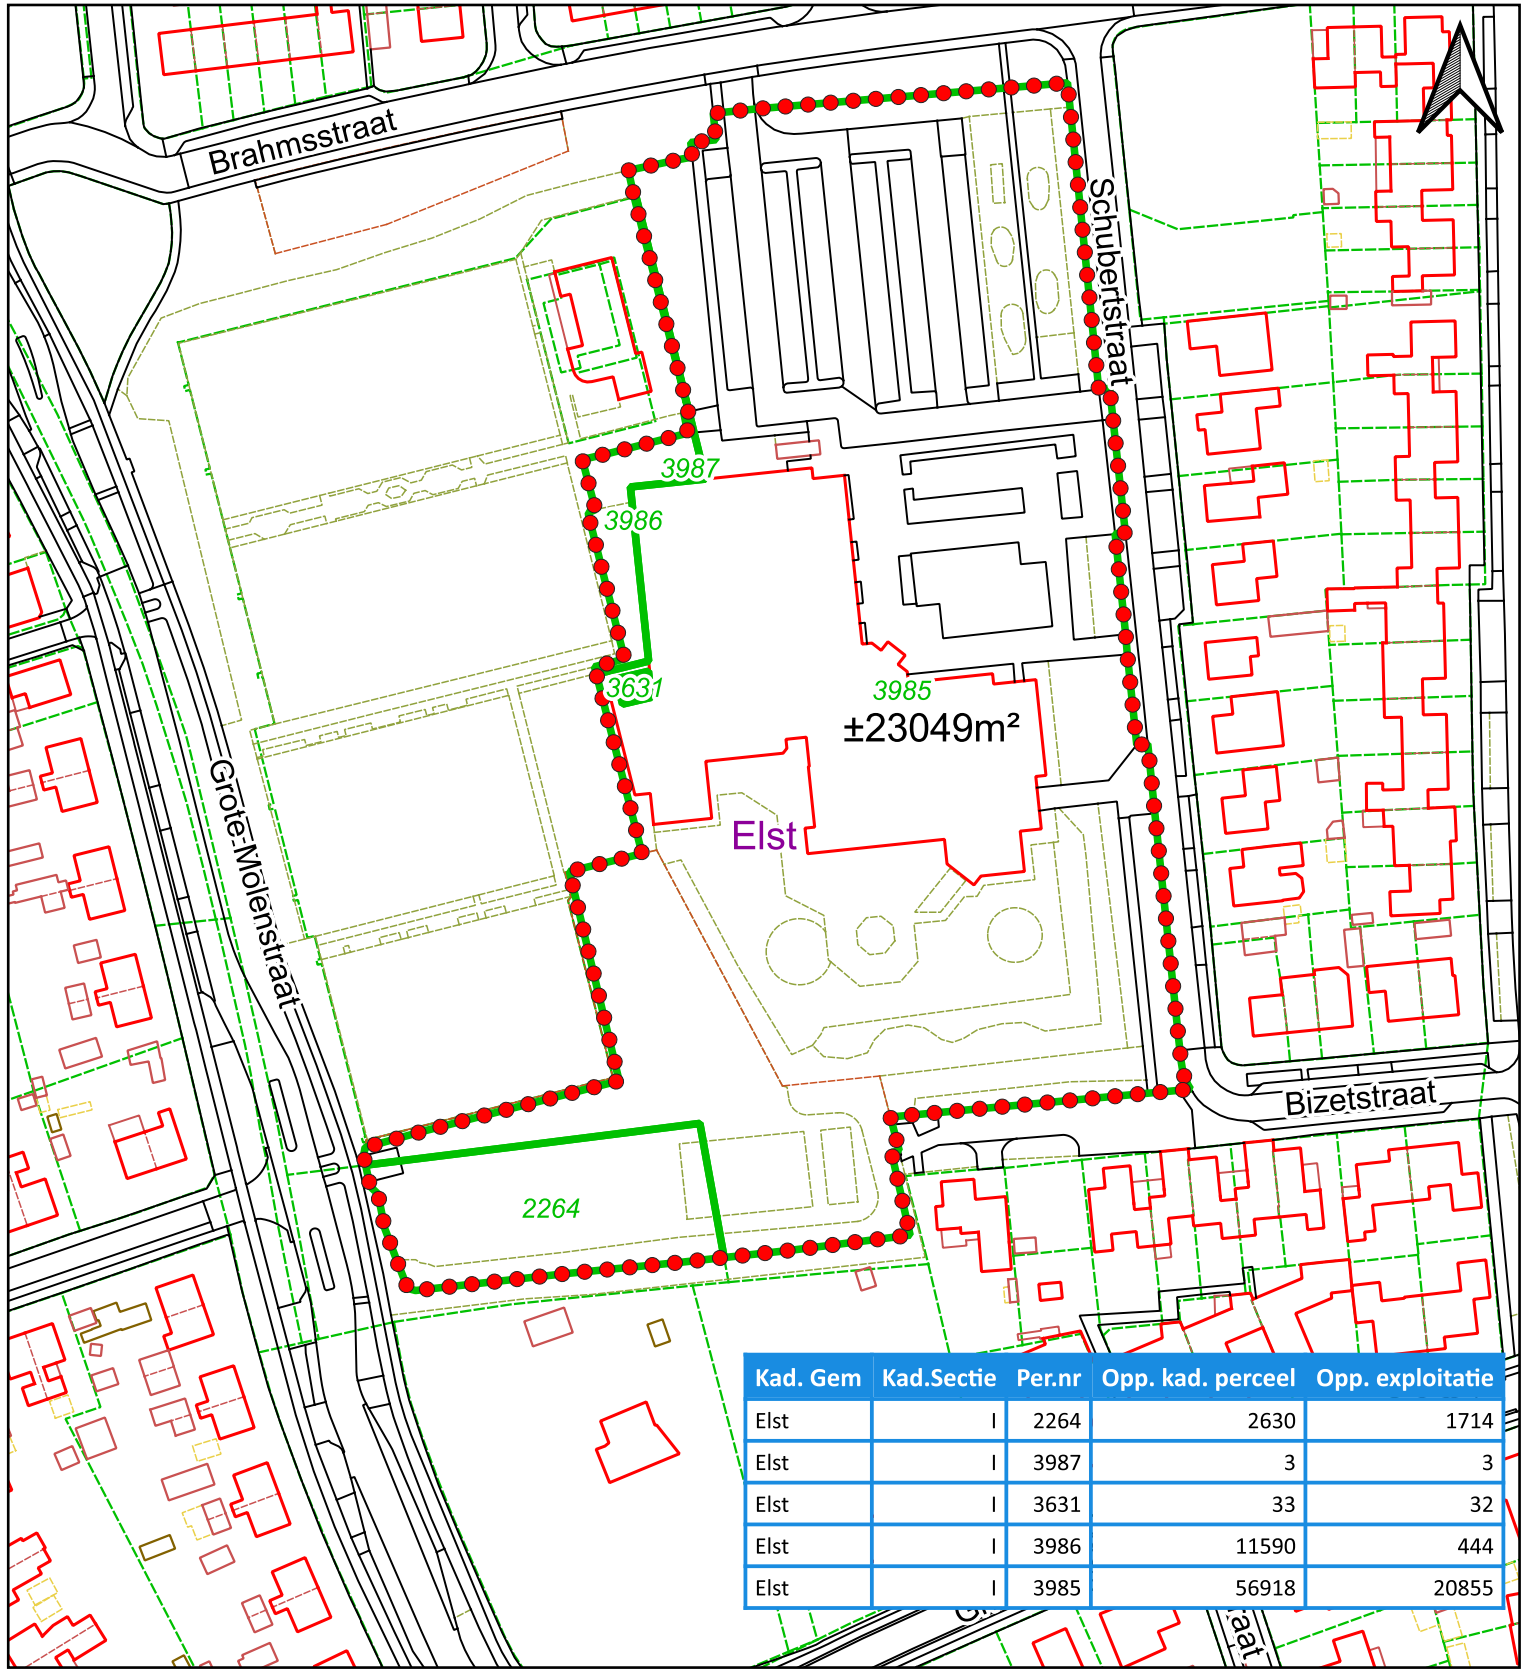 Brahmsstraat
Schubertstraat
3987
3986
3631
3985
±23049m²
Elst
Grote-Molenstraat
Bizetstraat
2264
Kad. Gem Kad.Sectie Per.nr Opp. kad. perceel Opp. exploitatie
Elst I 2264 2630 1714
Elst I 3987 3 3
Elst I 3631 33 32
Elst I 3986 11590 444
Elst I 3985 56918 20855